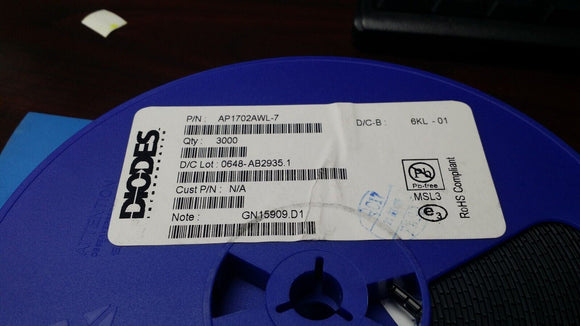 DIODES
INCORPORATED
P/N : AP1702AWL-7
D/C-B : 6KL - 01
Qty : 3000
D/C Lot : 0648-AB2935.1
Cust P/N : N/A
Note : GN15909.D1
Pb
Pb-free
MSL3
e3
RoHS Compliant